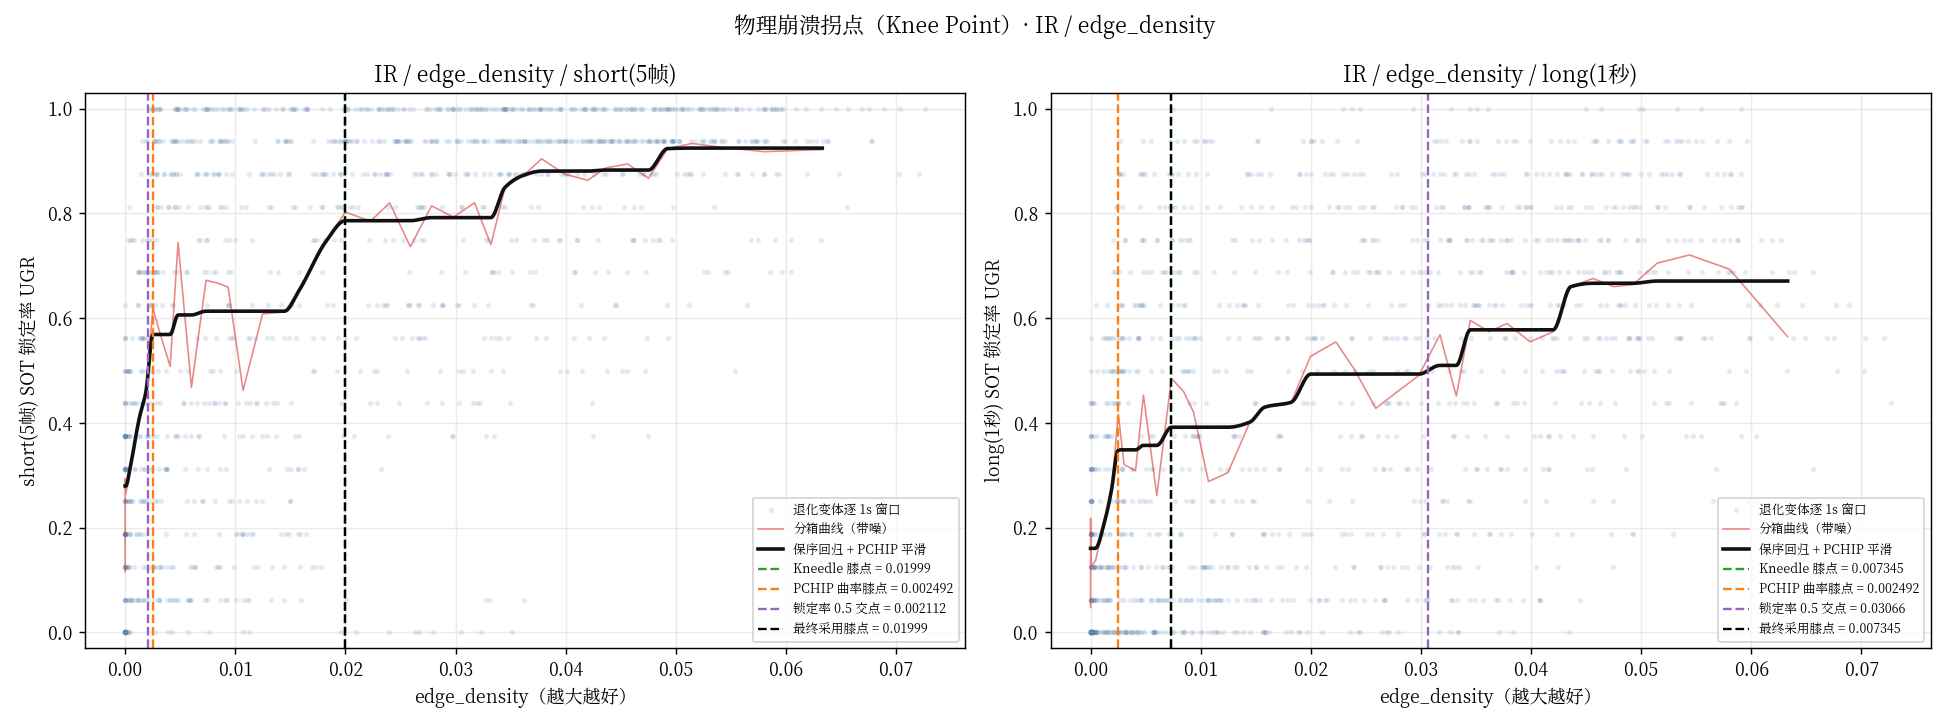 物理崩溃拐点（Knee Point）· IR / edge_density
IR / edge_density / short(5帧)
short(5帧) SOT 锁定率 UGR
1.0
0.8
0.6
0.4
0.2
0.0
退化变体逐 1s 窗口
分箱曲线（带噪）
保序回归 + PCHIP 平滑
Kneedle 膝点 = 0.01999
PCHIP 曲率膝点 = 0.002492
锁定率 0.5 交点 = 0.002112
最终采用膝点 = 0.01999
0.00 0.01 0.02 0.03 0.04 0.05 0.06 0.07
edge_density（越大越好）
IR / edge_density / long(1秒)
long(1秒) SOT 锁定率 UGR
1.0
0.8
0.6
0.4
0.2
0.0
退化变体逐 1s 窗口
分箱曲线（带噪）
保序回归 + PCHIP 平滑
Kneedle 膝点 = 0.007345
PCHIP 曲率膝点 = 0.002492
锁定率 0.5 交点 = 0.03066
最终采用膝点 = 0.007345
0.00 0.01 0.02 0.03 0.04 0.05 0.06 0.07
edge_density（越大越好）